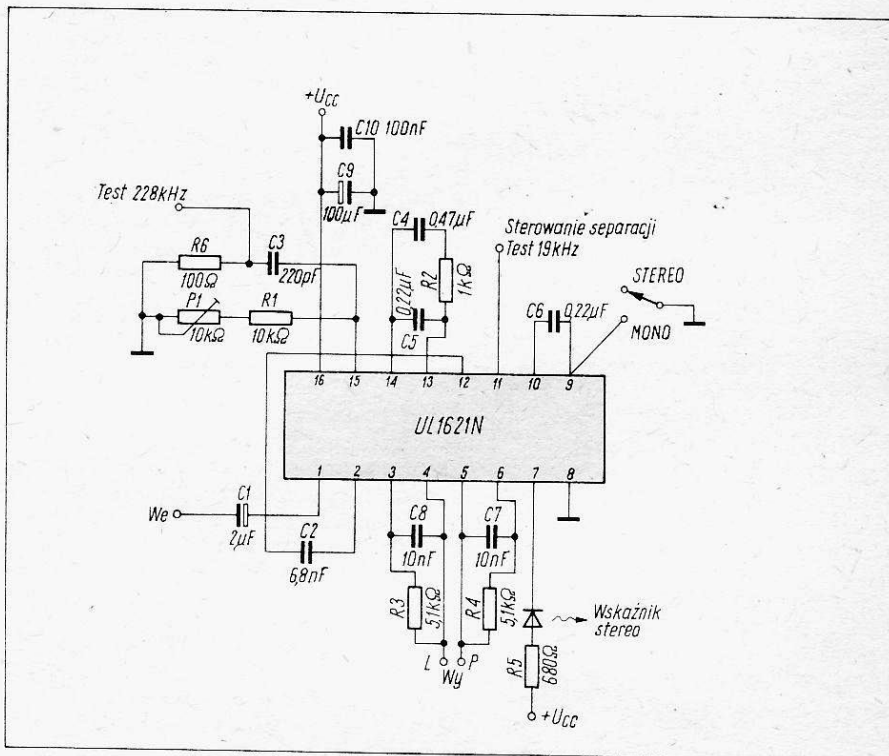 +UCC
C10 100nF
C9
100µF
Test 228kHz
R6
100Ω
C3
220pF
P1
10kΩ
R1
10kΩ
C4
0,47µF
R2
1kΩ
0,22µF
C5
Sterowanie separacji
Test 19kHz
STEREO
C6
0,22µF
MONO
16 15 14 13 12 11 10 9
UL1621N
1 2 3 4 5 6 7 8
We
C1
2µF
C2
6,8nF
C8
10nF
C7
10nF
R3
5,1kΩ
R4
5,1kΩ
Wskaźnik
stereo
L Wy P
R5
680Ω
+UCC